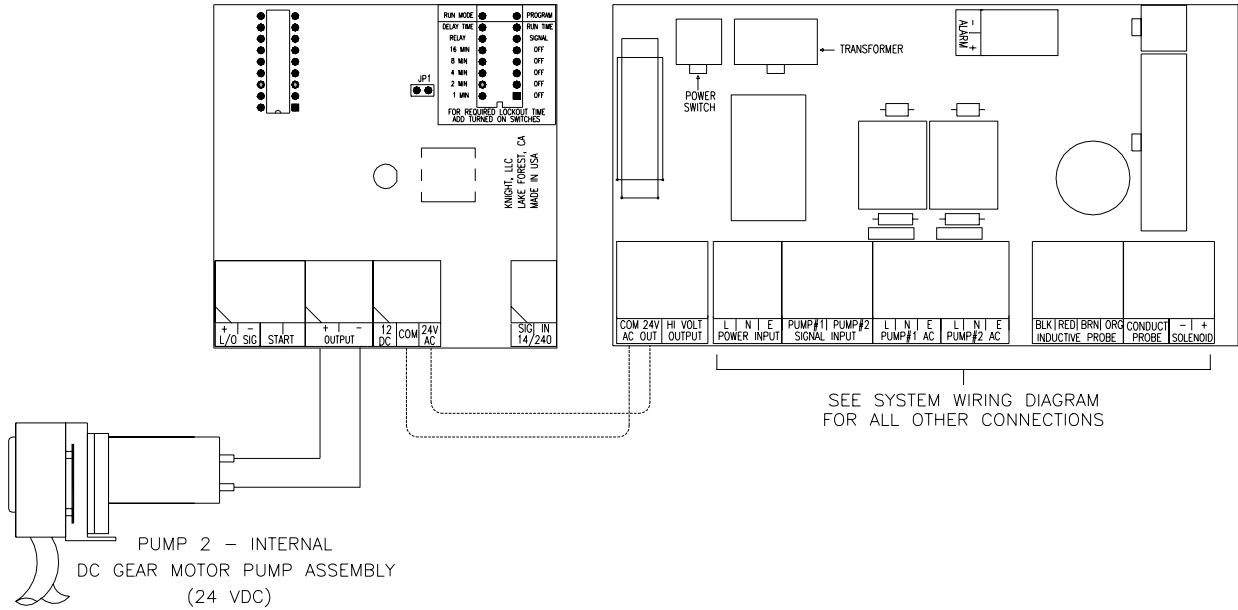 RUN MODE PROGRAM
DELAY TIME RUN TIME
RELAY SIGNAL
16 MIN OFF
8 MIN OFF
4 MIN OFF
2 MIN OFF
1 MIN OFF
FOR REQUIRED LOCKOUT TIME
ADD TURNED ON SWITCHES
JP1
KNIGHT, LLC
LAKE FOREST, CA
MADE IN USA
+ | - |
L/O SIG START
+ | -
OUTPUT
12
DC
COM
24V
AC
SIG | IN
14/240
POWER
SWITCH
TRANSFORMER
- +
ALARM
COM 24V
AC OUT
HI VOLT
OUTPUT
L | N | E
POWER INPUT
PUMP#1 | PUMP#2
SIGNAL INPUT
L | N | E
PUMP#1 AC
L | N | E
PUMP#2 AC
BLK|RED|BRN|ORG
INDUCTIVE PROBE
CONDUCT
PROBE
- | +
SOLENOID
SEE SYSTEM WIRING DIAGRAM
FOR ALL OTHER CONNECTIONS
PUMP 2 - INTERNAL
DC GEAR MOTOR PUMP ASSEMBLY
(24 VDC)